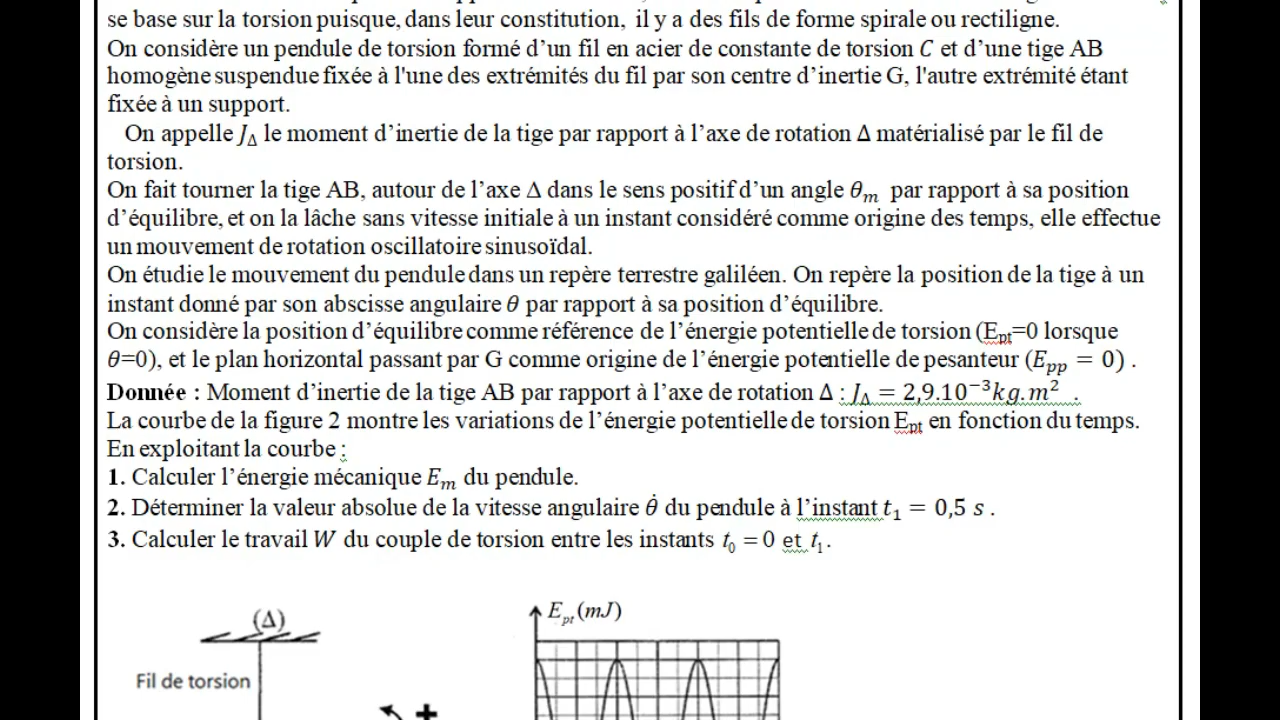 se base sur la torsion puisque, dans leur constitution, il y a des fils de forme spirale ou rectiligne.
On considère un pendule de torsion formé d’un fil en acier de constante de torsion C et d’une tige AB
homogène suspendue fixée à l'une des extrémités du fil par son centre d’inertie G, l'autre extrémité étant
fixée à un support.
On appelle J_Δ le moment d’inertie de la tige par rapport à l’axe de rotation Δ matérialisé par le fil de
torsion.
On fait tourner la tige AB, autour de l’axe Δ dans le sens positif d’un angle θ_m par rapport à sa position
d’équilibre, et on la lâche sans vitesse initiale à un instant considéré comme origine des temps, elle effectue
un mouvement de rotation oscillatoire sinusoïdal.
On étudie le mouvement du pendule dans un repère terrestre galiléen. On repère la position de la tige à un
instant donné par son abscisse angulaire θ par rapport à sa position d’équilibre.
On considère la position d’équilibre comme référence de l’énergie potentielle de torsion (E_pt=0 lorsque
θ=0), et le plan horizontal passant par G comme origine de l’énergie potentielle de pesanteur (E_pp = 0) .
Donnée : Moment d’inertie de la tige AB par rapport à l’axe de rotation Δ : J_Δ = 2,9.10⁻³kg.m² .
La courbe de la figure 2 montre les variations de l’énergie potentielle de torsion E_pt en fonction du temps.
En exploitant la courbe :
1. Calculer l’énergie mécanique E_m du pendule.
2. Déterminer la valeur absolue de la vitesse angulaire θ̇ du pendule à l’instant t₁ = 0,5 s .
3. Calculer le travail W du couple de torsion entre les instants t₀ = 0 et t₁.
(Δ)
E_pt (mJ)
Fil de torsion
+